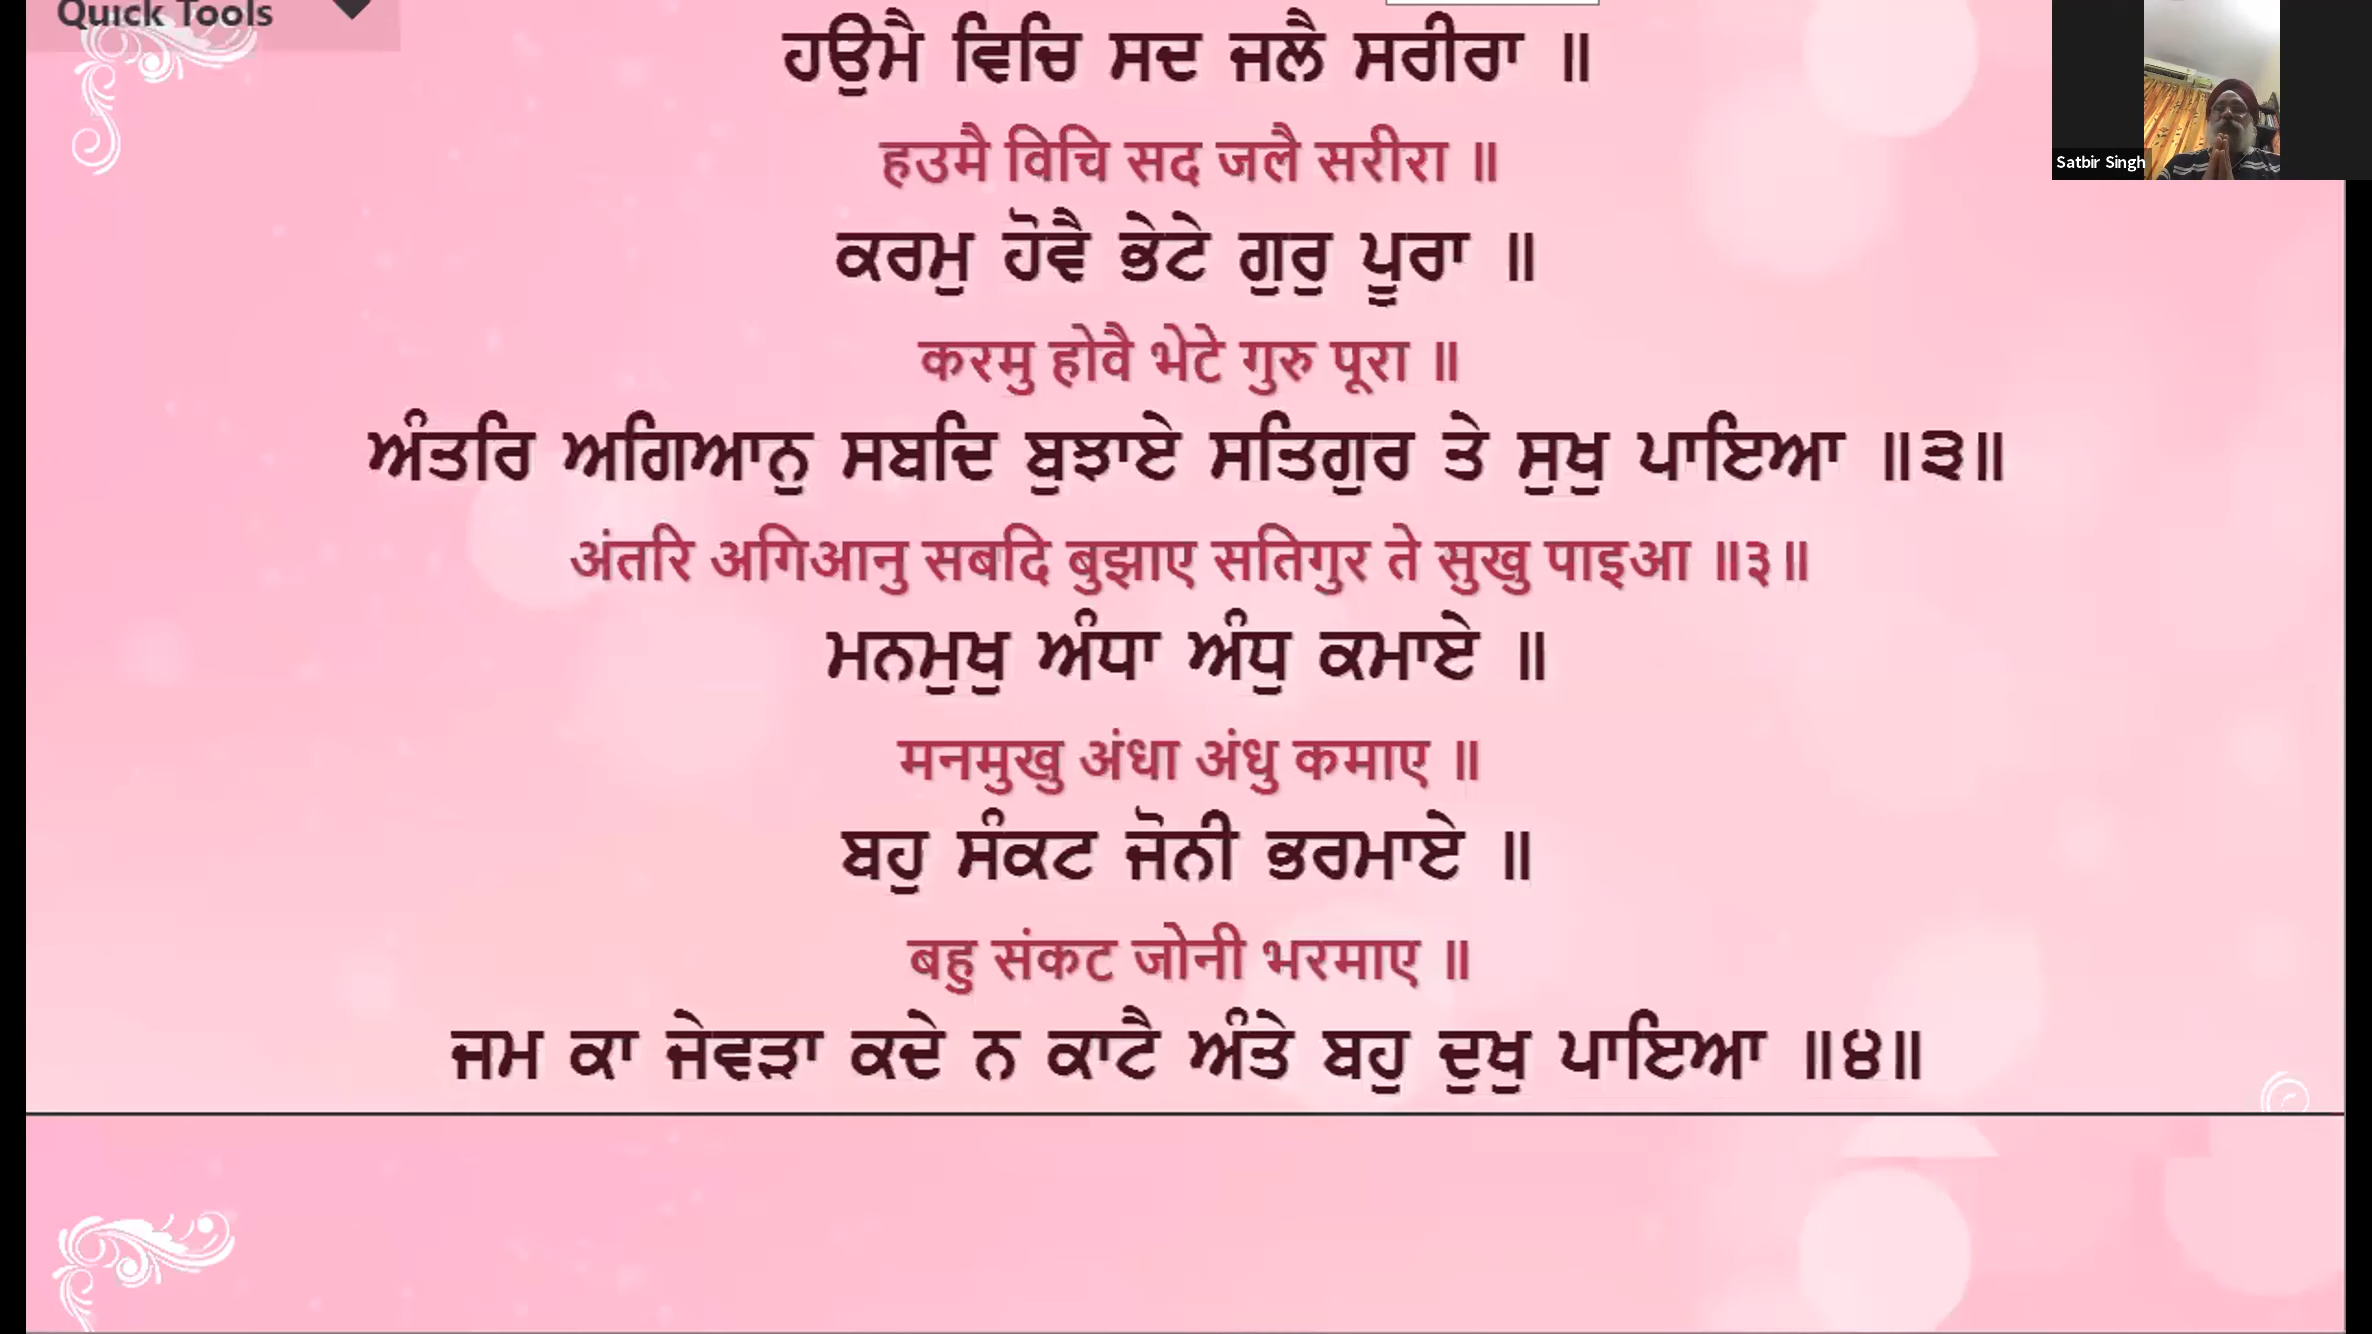 Quick Tools
ਹਉਮੈ ਵਿਚਿ ਸਦ ਜਲੈ ਸਰੀਰਾ ॥
हउमै विचि सद जलै सरीरा ॥
Satbir Singh
ਕਰਮੁ ਹੋਵੈ ਭੇਟੇ ਗੁਰੁ ਪੂਰਾ ॥
करमु होवै भेटे गुरु पूरा ॥
ਅੰਤਰਿ ਅਗਿਆਨੁ ਸਬਦਿ ਬੁਝਾਏ ਸਤਿਗੁਰ ਤੇ ਸੁਖੁ ਪਾਇਆ ॥੩॥
अंतरि अगिआनु सबदि बुझाए सतिगुर ते सुखु पाइआ ॥३॥
ਮਨਮੁਖੁ ਅੰਧਾ ਅੰਧੁ ਕਮਾਏ ॥
मनमुखु अंधा अंधु कमाए ॥
ਬਹੁ ਸੰਕਟ ਜੋਨੀ ਭਰਮਾਏ ॥
बहु संकट जोनी भरमाए ॥
ਜਮ ਕਾ ਜੇਵੜਾ ਕਦੇ ਨ ਕਾਟੈ ਅੰਤੇ ਬਹੁ ਦੁਖੁ ਪਾਇਆ ॥੪॥